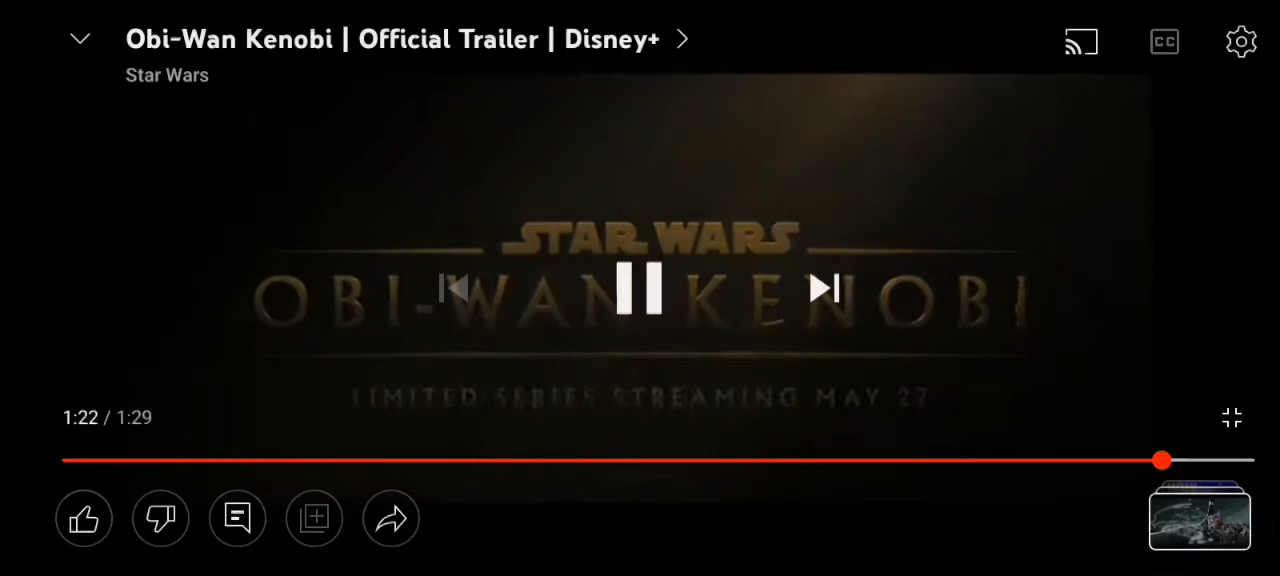 Obi-Wan Kenobi | Official Trailer | Disney+
Star Wars
CC
STAR WARS
OBI-WAN KENOBI
LIMITED SERIES STREAMING MAY 27
1:22 / 1:29